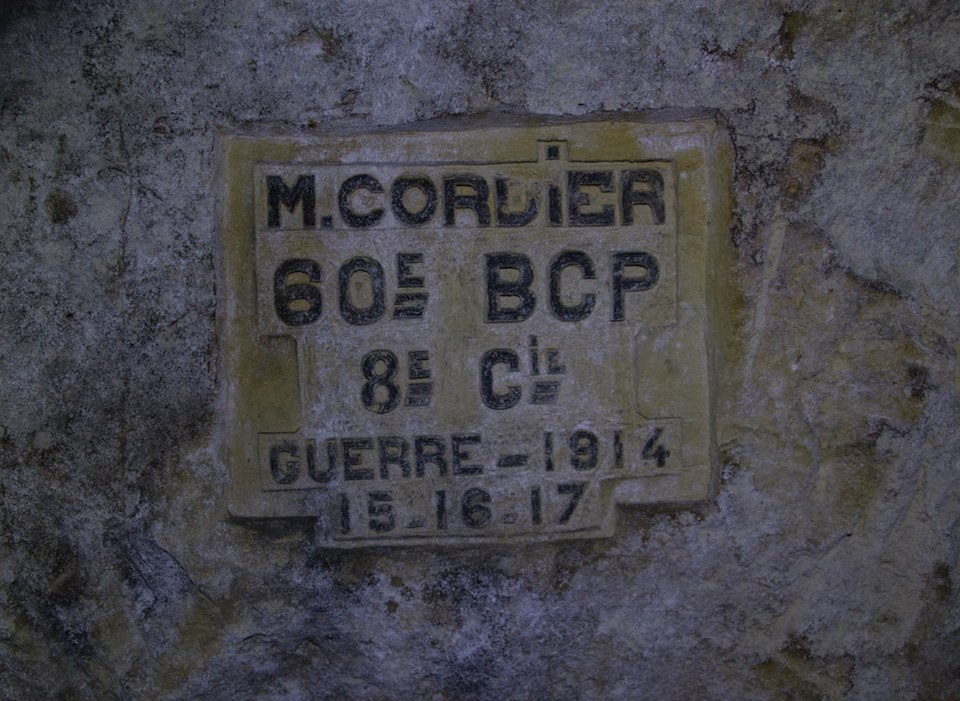 M.CORDIER
60E BCP
8E Cie
GUERRE-1914
15-16-17